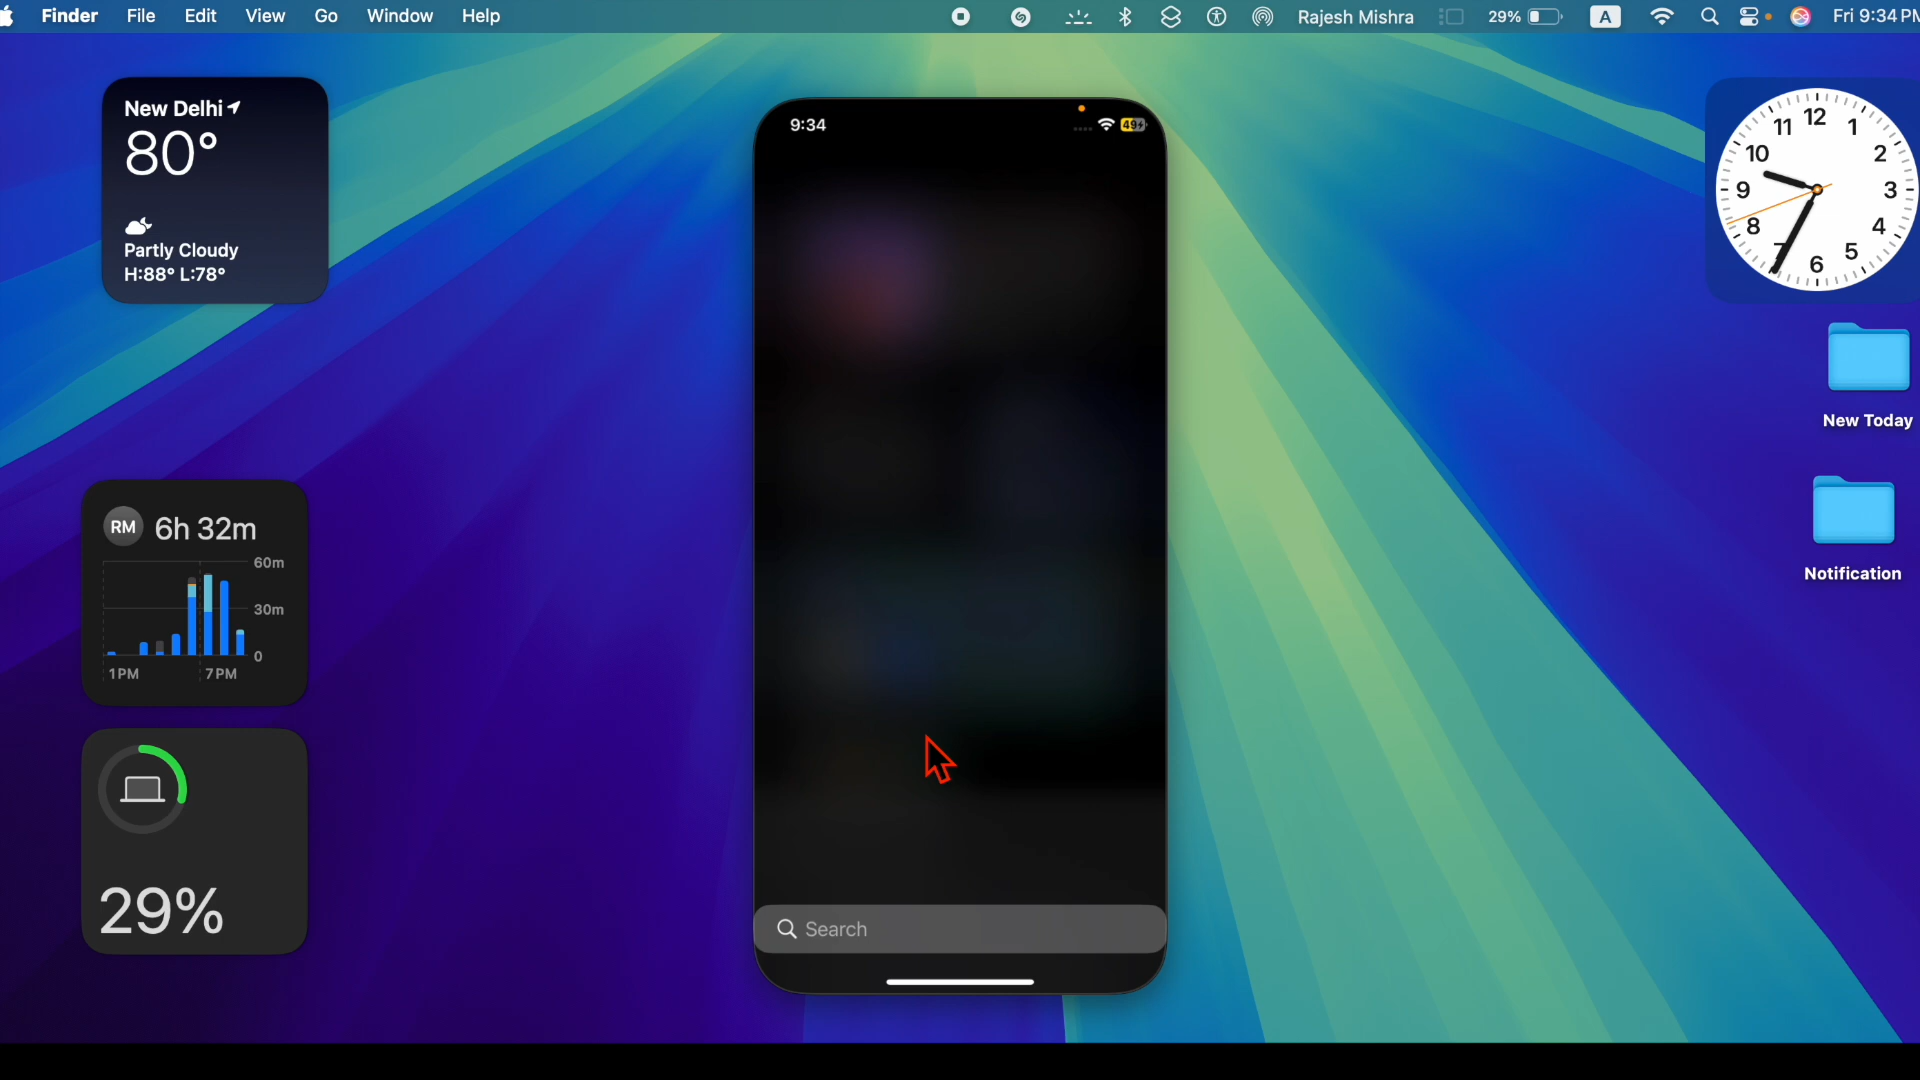 Finder File Edit View Go Window Help Rajesh Mishra 29% A Fri 9:34 PM
New Delhi
80°
Partly Cloudy
H:88° L:78°
9:34 49
12
11 1
10 2
9 3
8 4
7 5
6
New Today
Notification
RM 6h 32m
60m
30m
0
1PM 7PM
29%
Search